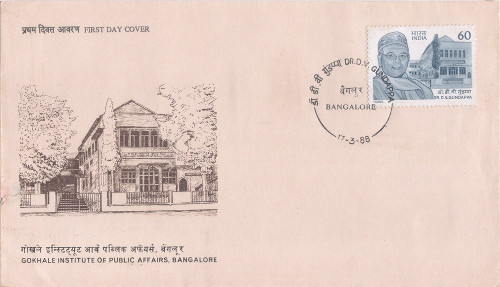 प्रथम दिवस आवरण FIRST DAY COVER
भारत 60
INDIA
डॉ. डी. वी. गुंडप्पा
DR. D.V. GUNDAPPA
डॉ डी वी गुंडप्पा DR.D.V. GUNDAPPA
बेंगलूर
BANGALORE
17-3-88
गोखले इन्स्टिट्यूट आर्व पब्लिक अफेयर्स, बेंगलूर
GOKHALE INSTITUTE OF PUBLIC AFFAIRS, BANGALORE